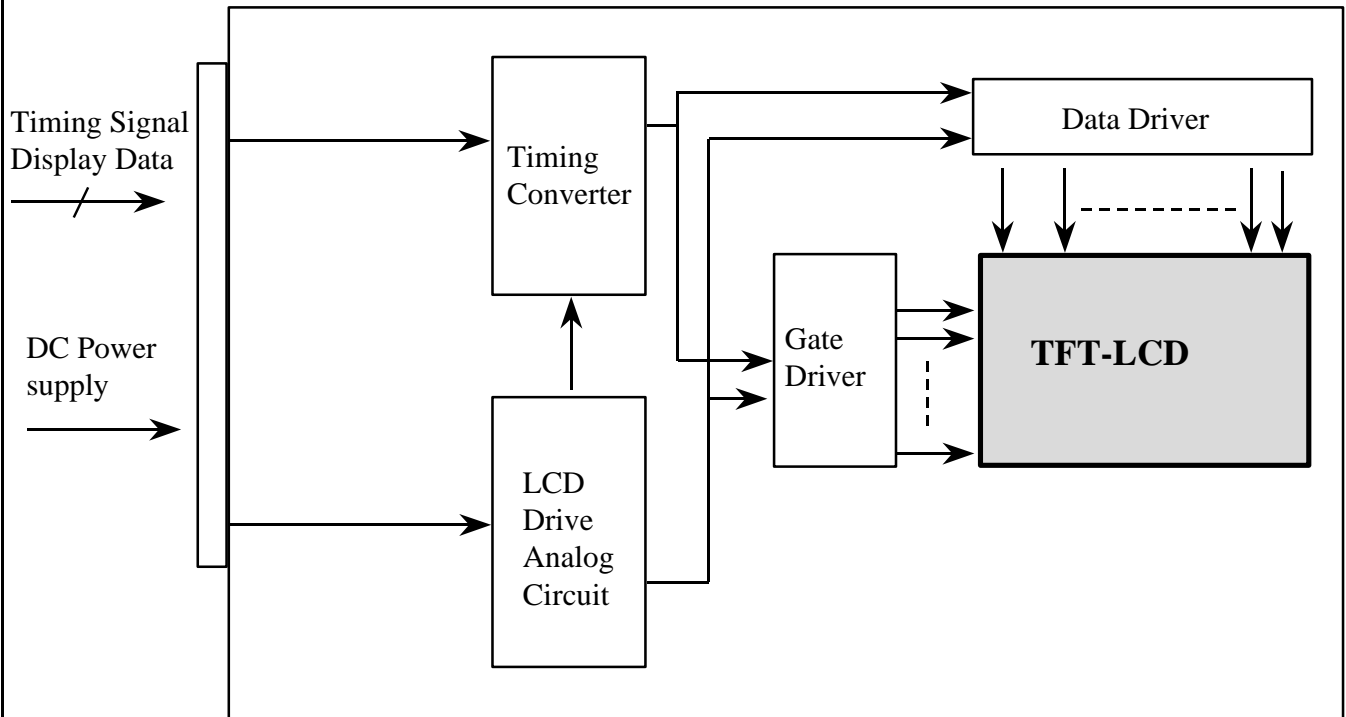 Timing Signal
Display Data
DC Power
supply
Timing
Converter
LCD
Drive
Analog
Circuit
Data Driver
Gate
Driver
TFT-LCD